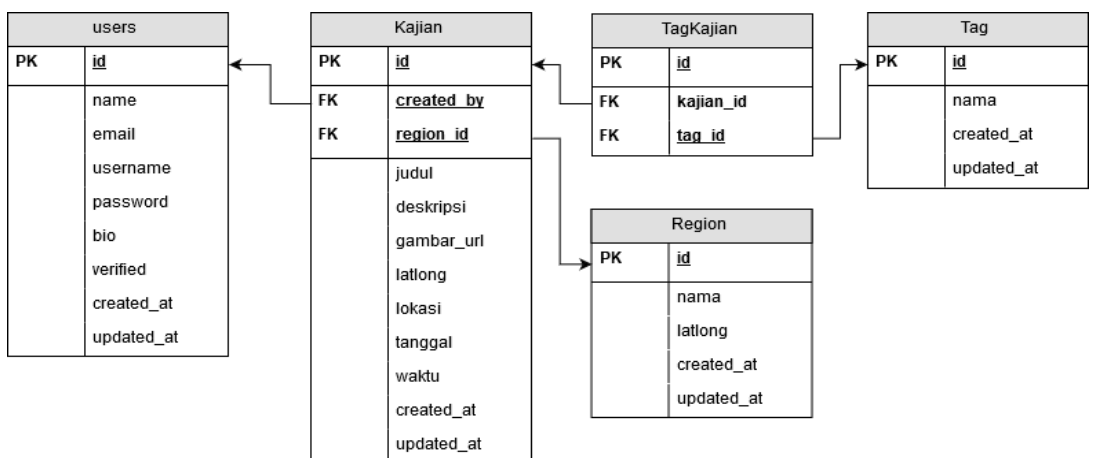 users
PK id
name
email
username
password
bio
verified
created_at
updated_at
Kajian
PK id
FK created_by
FK region_id
judul
deskripsi
gambar_url
latlong
lokasi
tanggal
waktu
created_at
updated_at
TagKajian
PK id
FK kajian_id
FK tag_id
Tag
PK id
nama
created_at
updated_at
Region
PK id
nama
latlong
created_at
updated_at